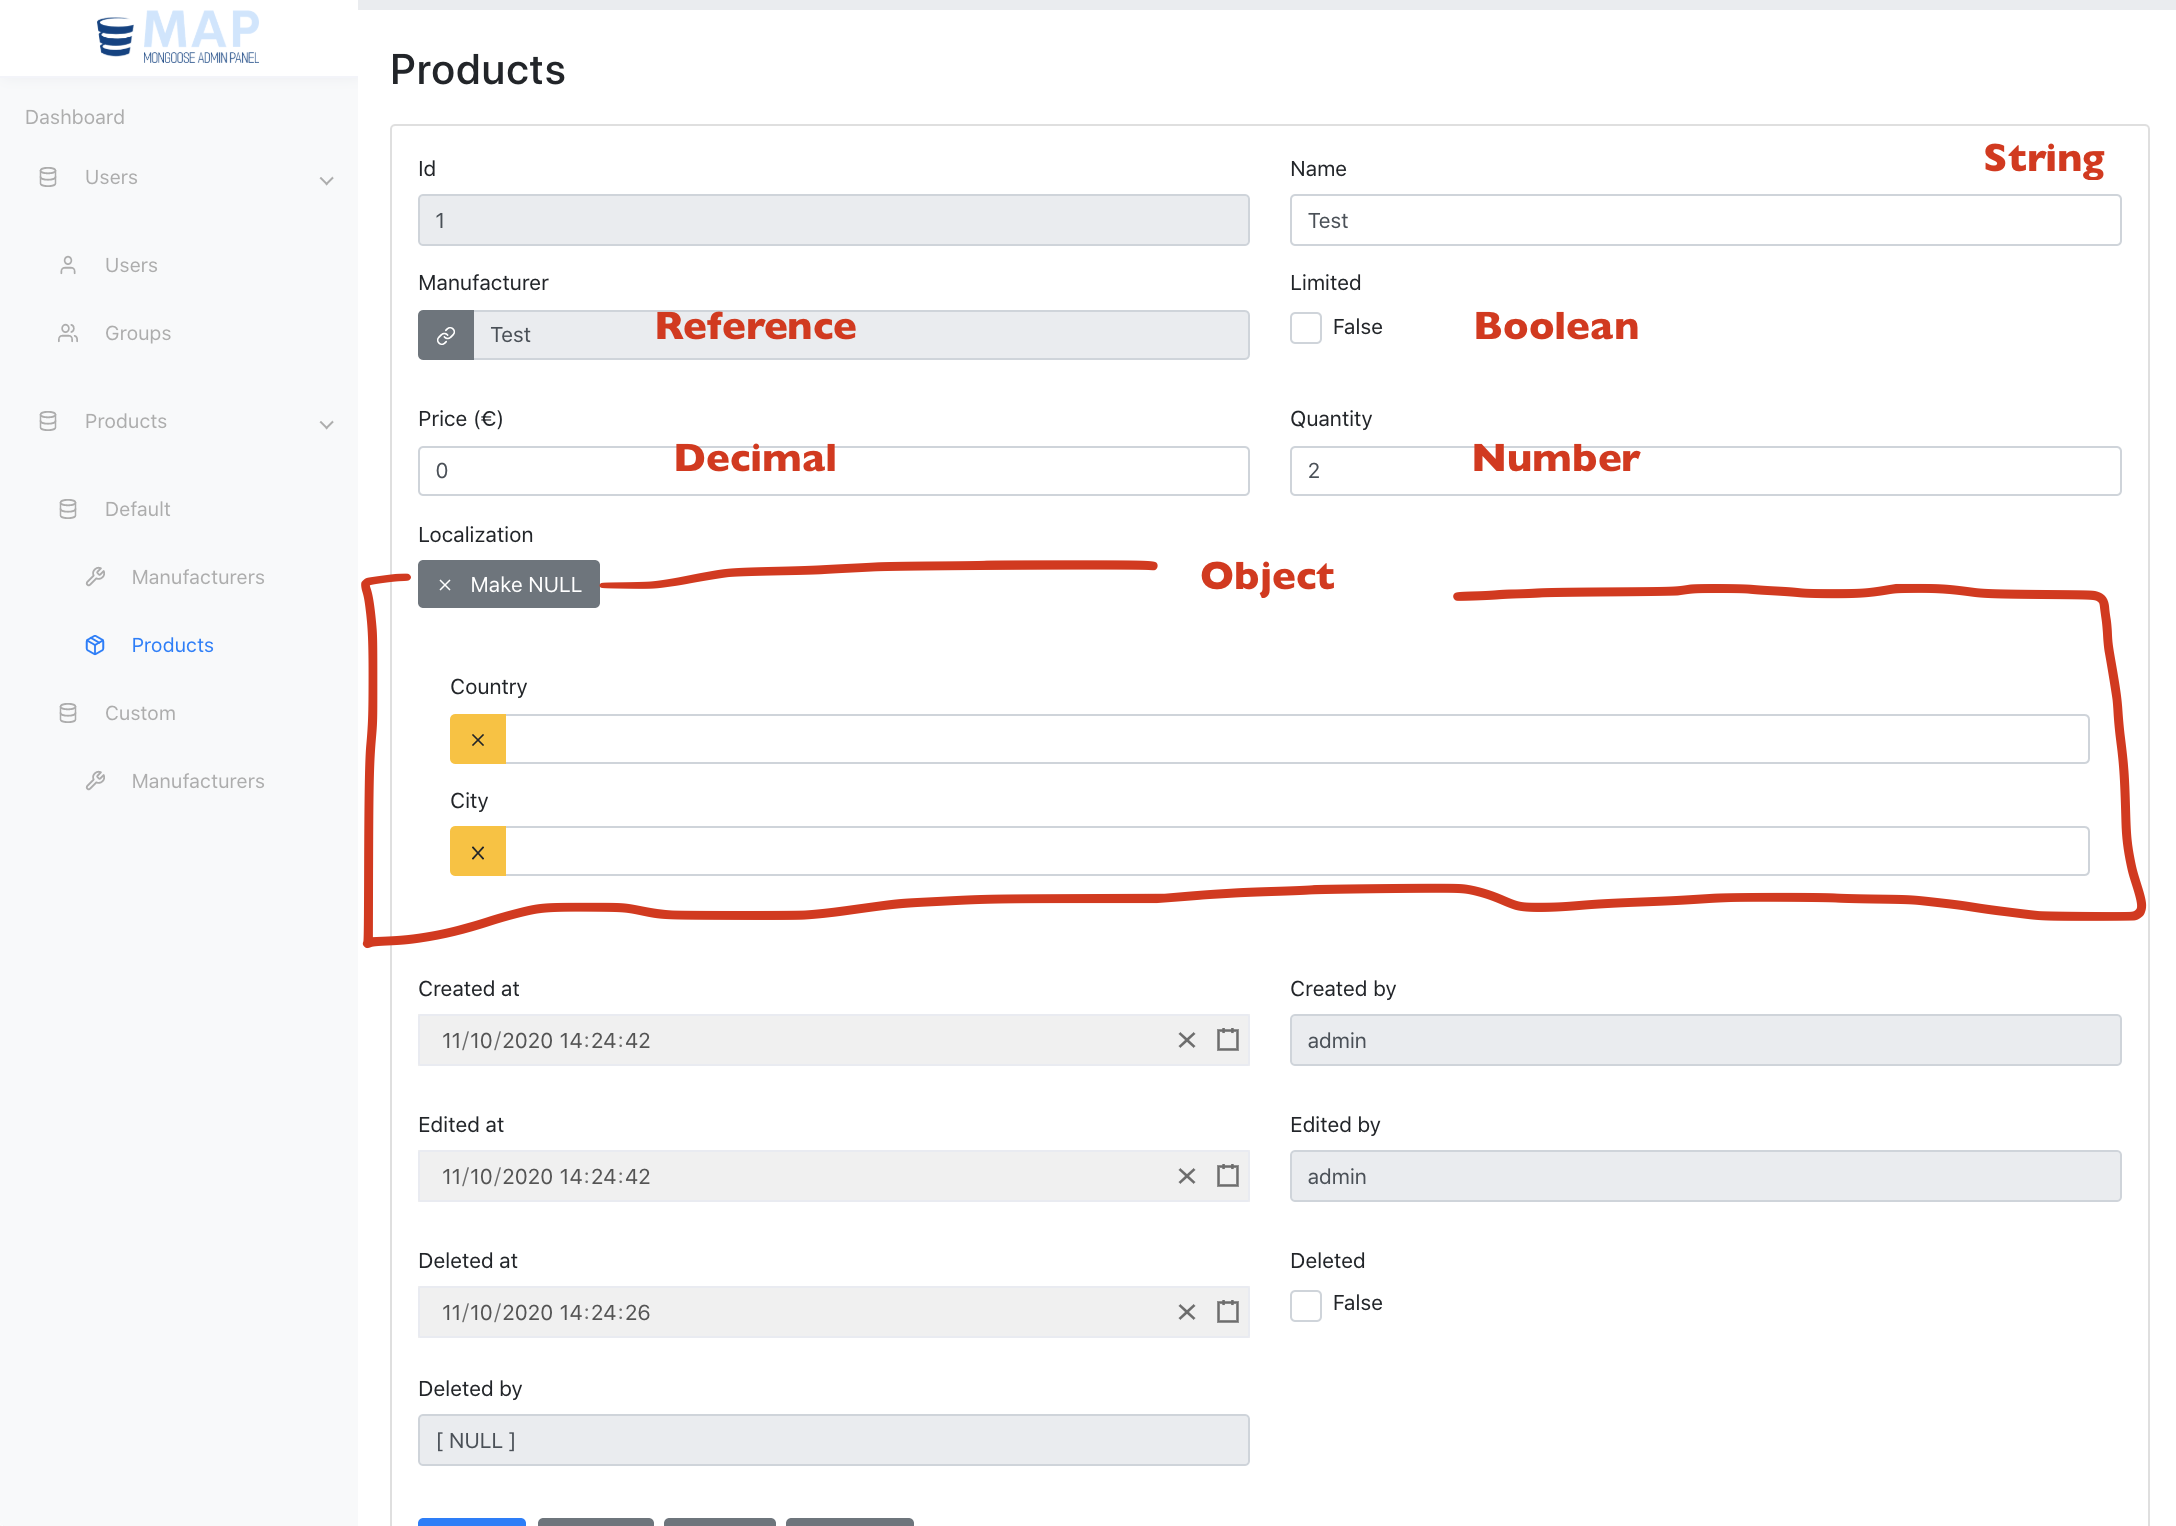 MAP
MONGOOSE ADMIN PANEL
Dashboard
Users
Users
Groups
Products
Default
Manufacturers
Products
Custom
Manufacturers
Products
Id
1
Name
String
Test
Manufacturer
Test
Reference
Limited
False
Boolean
Price (€)
0
Decimal
Quantity
2
Number
Localization
Make NULL
Object
Country
City
Created at
11/10/2020 14:24:42
Created by
admin
Edited at
11/10/2020 14:24:42
Edited by
admin
Deleted at
11/10/2020 14:24:26
Deleted
False
Deleted by
[ NULL ]